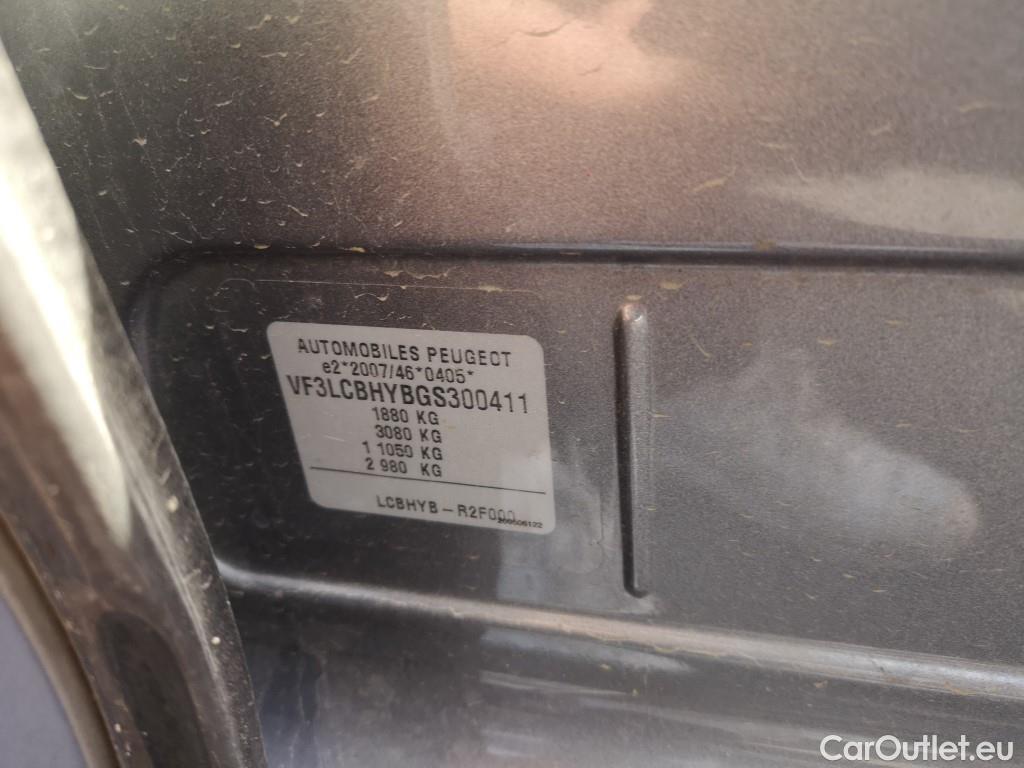 AUTOMOBILES PEUGEOT
e2*2007/46*0405*
VF3LCBHYBGS300411
1880 KG
3080 KG
1 1050 KG
2 980 KG
LCBHYB-R2F000
CarOutlet.eu